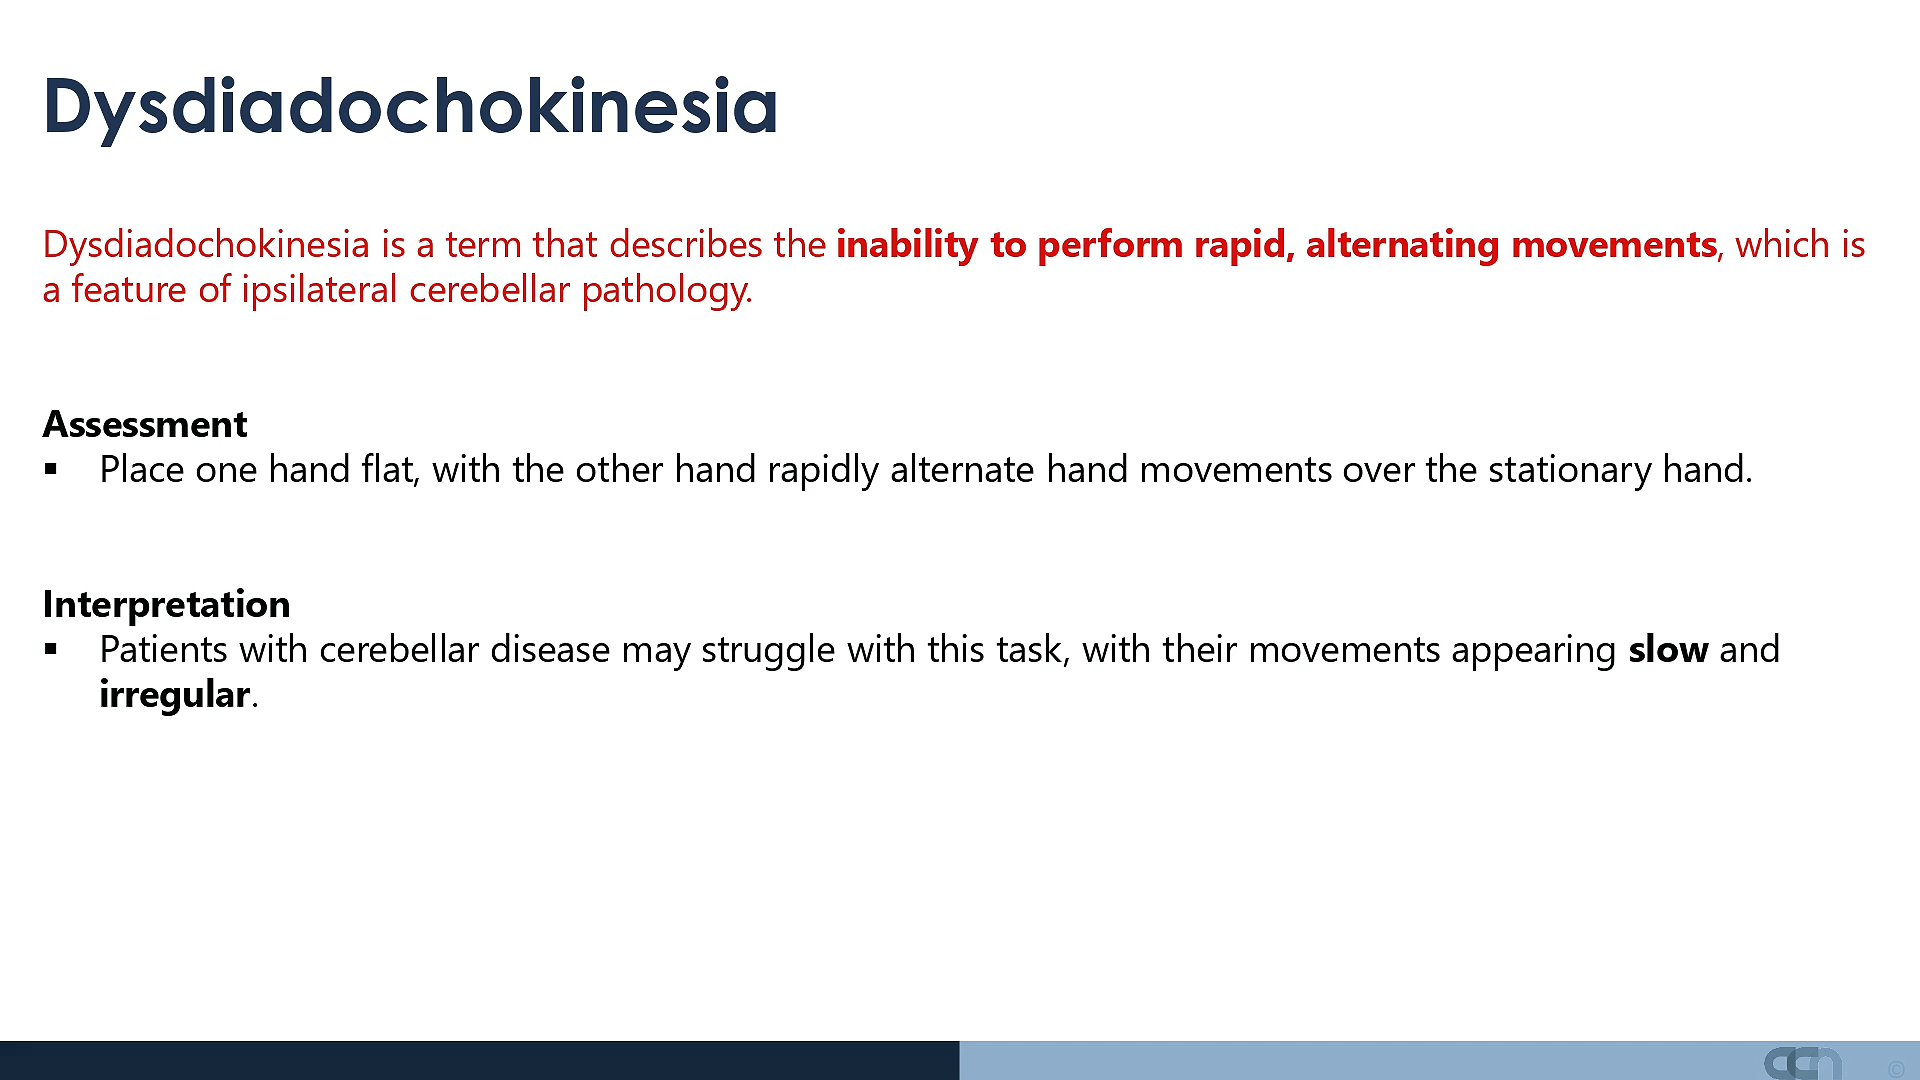 Dysdiadochokinesia
Dysdiadochokinesia is a term that describes the inability to perform rapid, alternating movements, which is
a feature of ipsilateral cerebellar pathology.
Assessment
▪ Place one hand flat, with the other hand rapidly alternate hand movements over the stationary hand.
Interpretation
▪ Patients with cerebellar disease may struggle with this task, with their movements appearing slow and
irregular.
ccn ©